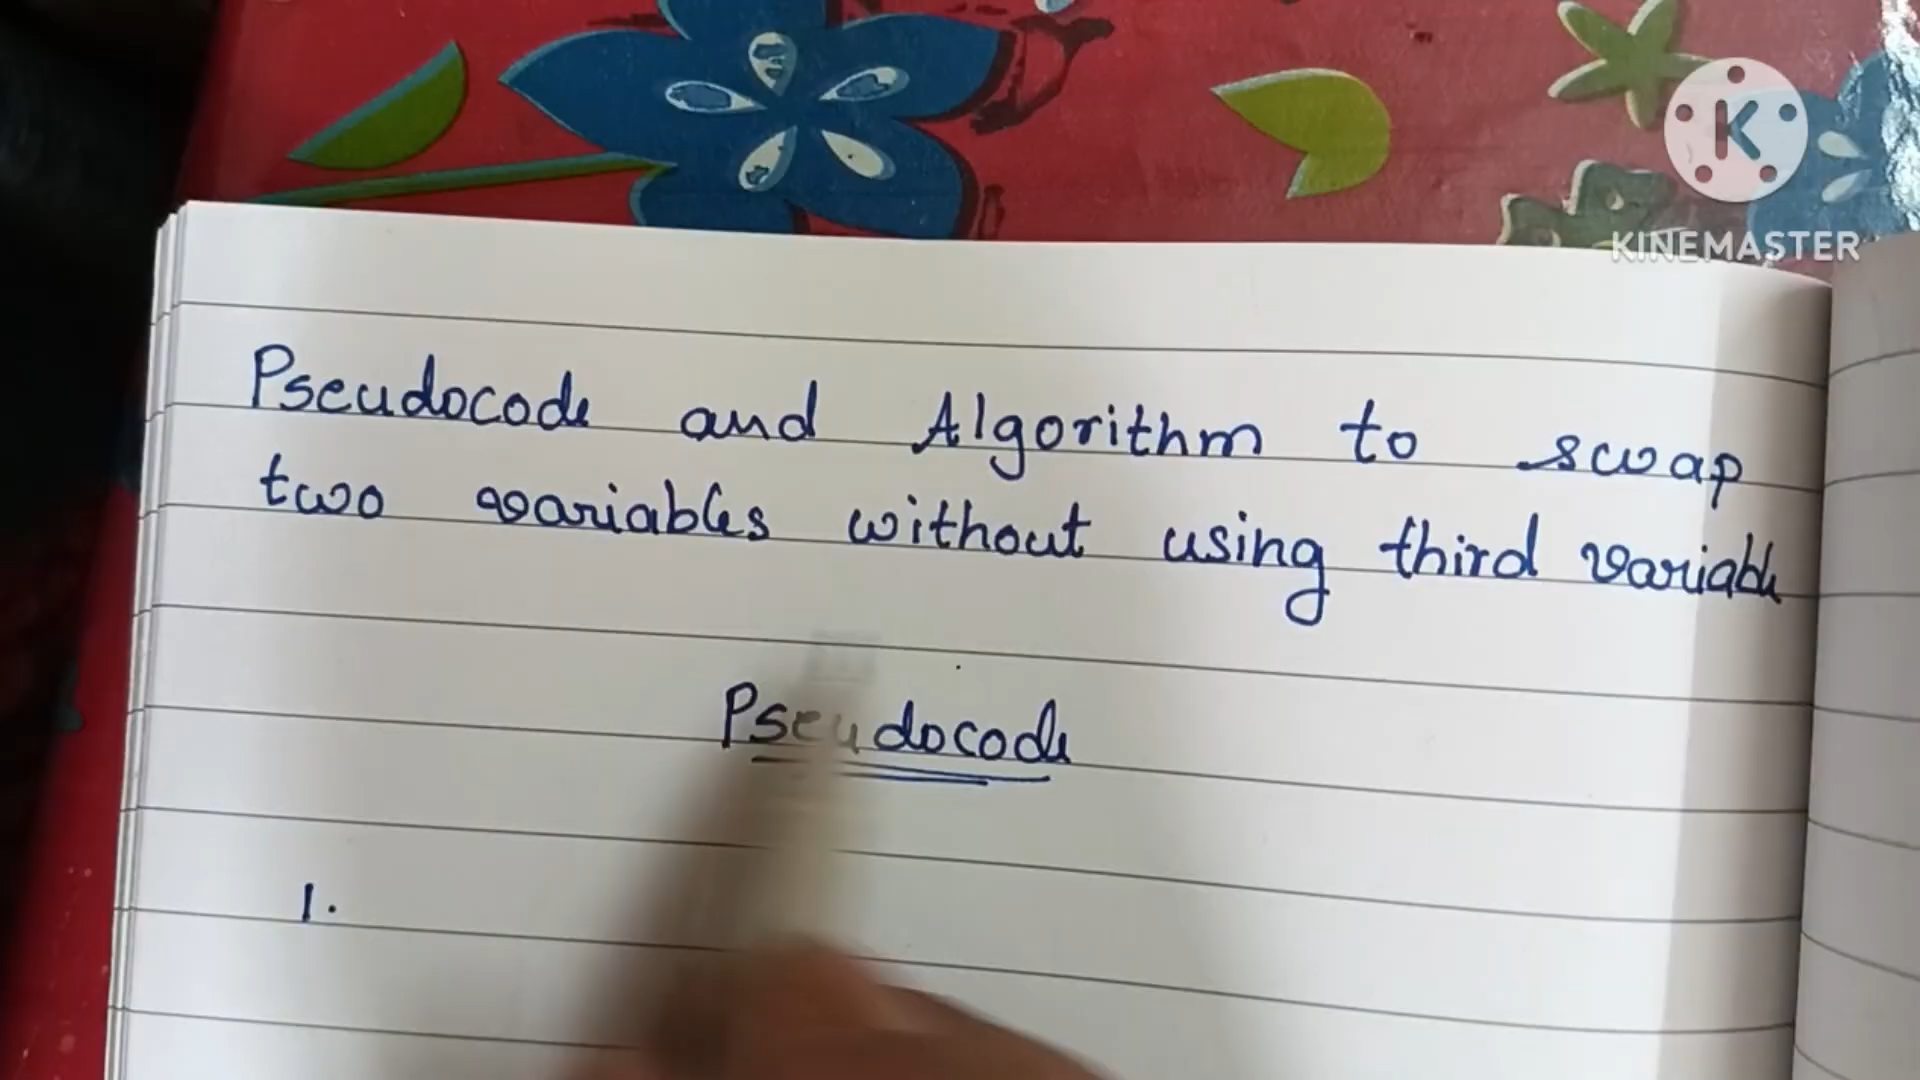 K
KINEMASTER
Pseudocode and Algorithm to swap
two variables without using third variable
Pseudocode
1.